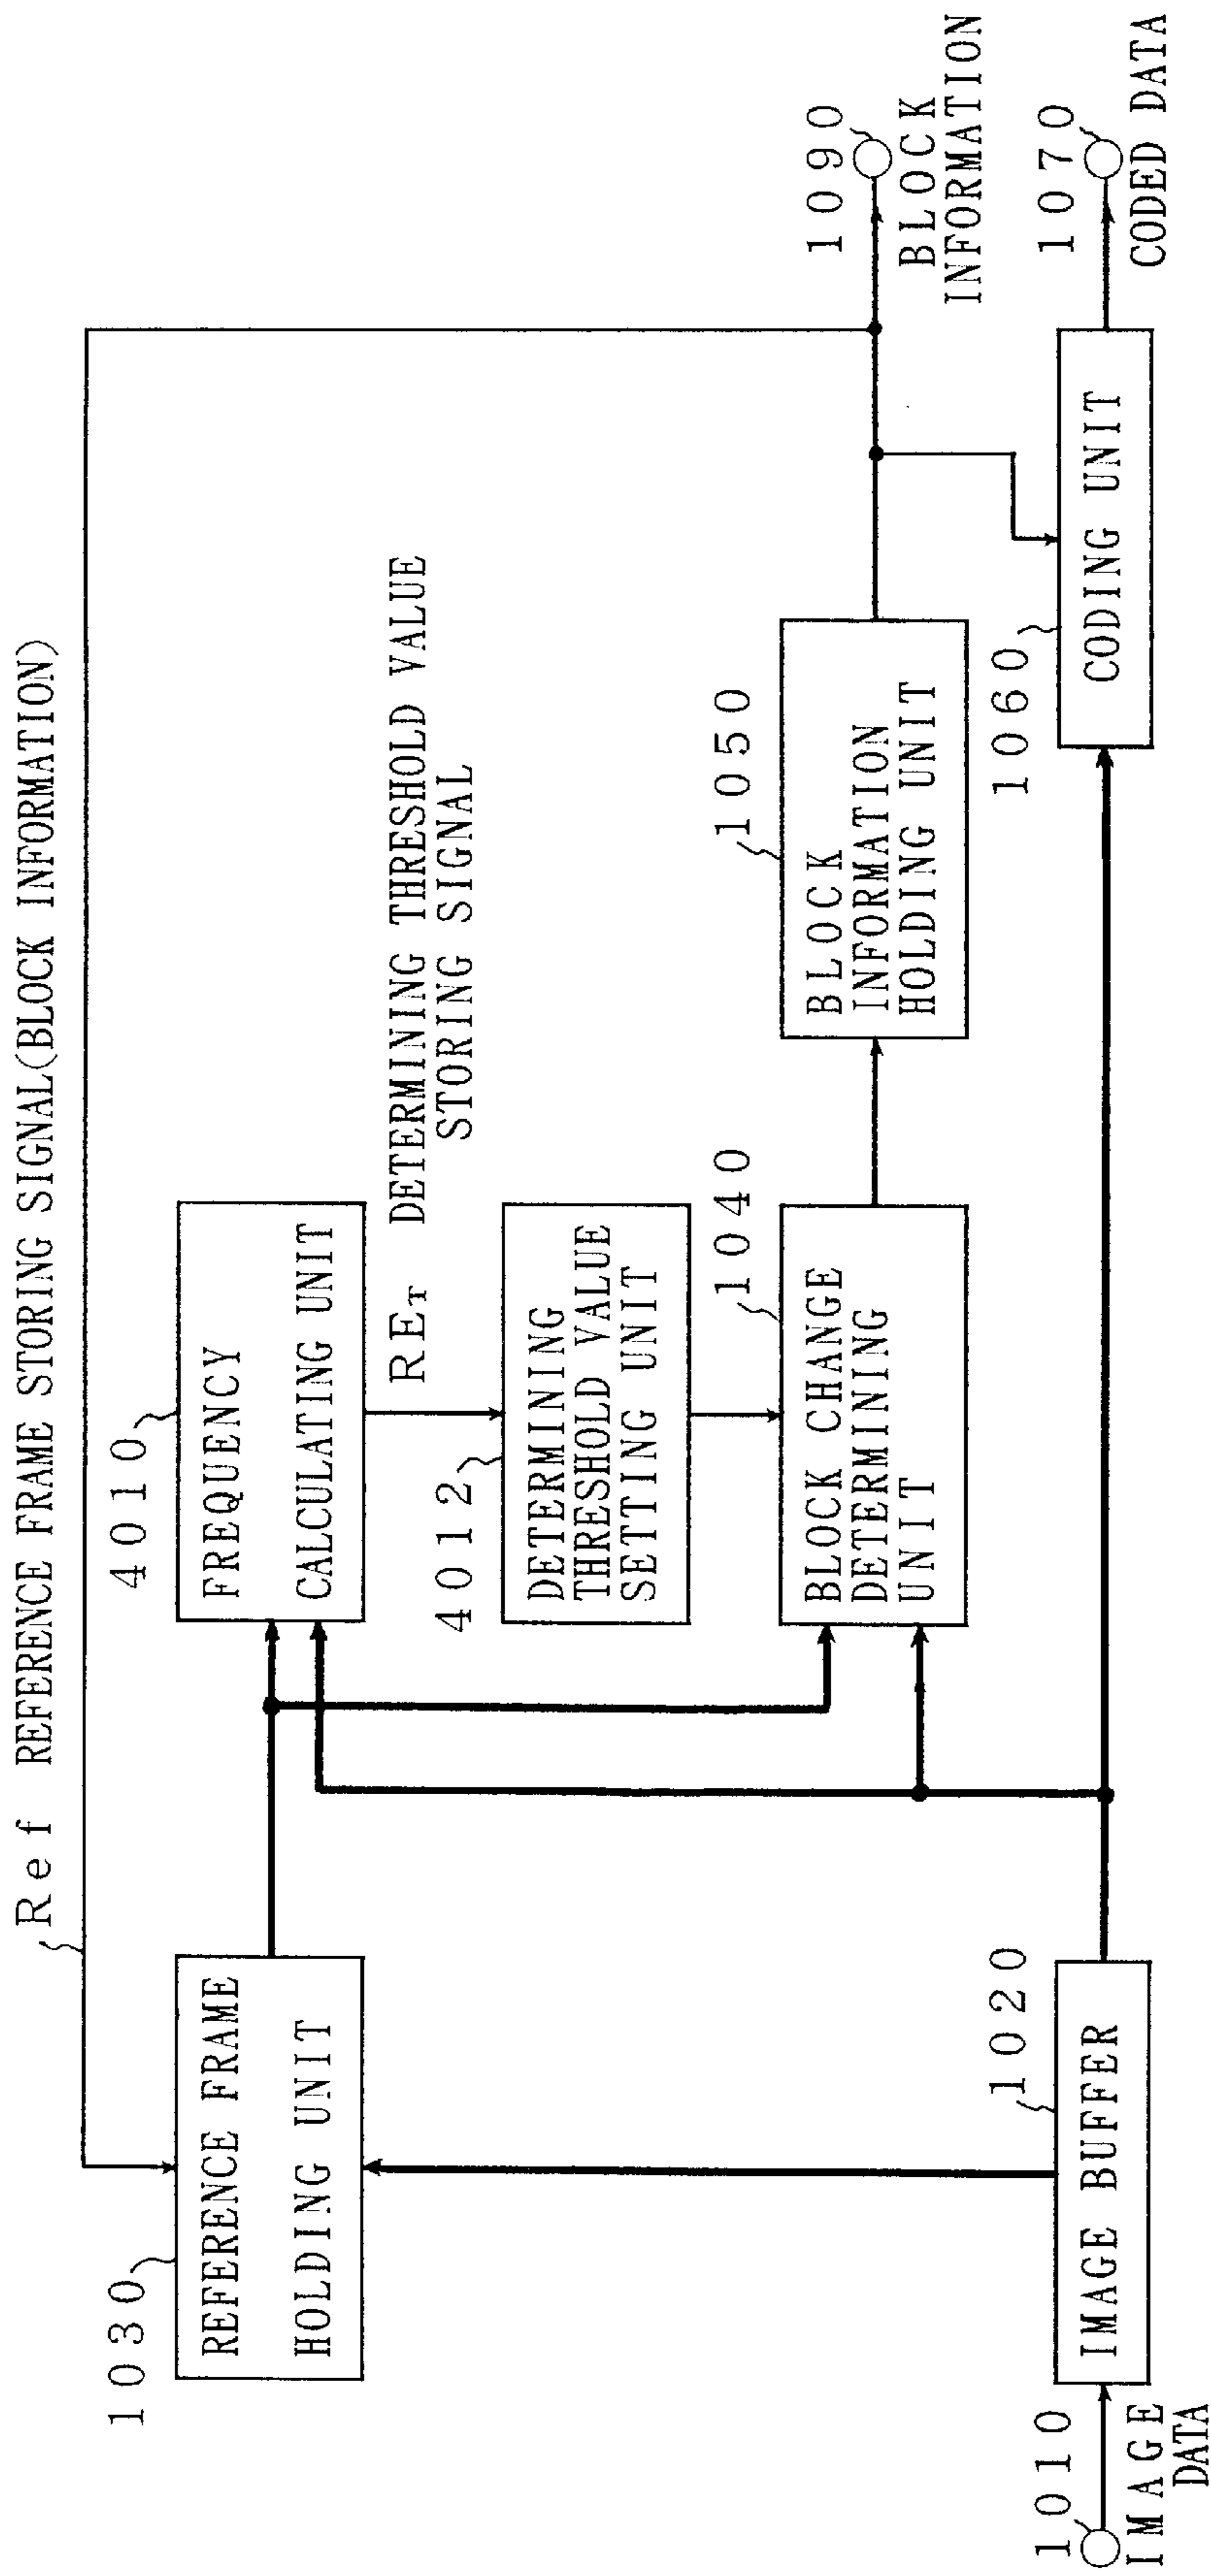 Ref REFERENCE FRAME STORING SIGNAL(BLOCK INFORMATION)
1030
REFERENCE FRAME
HOLDING UNIT
4010
FREQUENCY
CALCULATING UNIT
RET DETERMINING THRESHOLD VALUE
STORING SIGNAL
4012
DETERMINING
THRESHOLD VALUE
SETTING UNIT
1040
BLOCK CHANGE
DETERMINING
UNIT
1050
BLOCK
INFORMATION
HOLDING UNIT
1090
BLOCK
INFORMATION
1010
IMAGE
DATA
1020
IMAGE BUFFER
1060
CODING UNIT
1070
CODED DATA